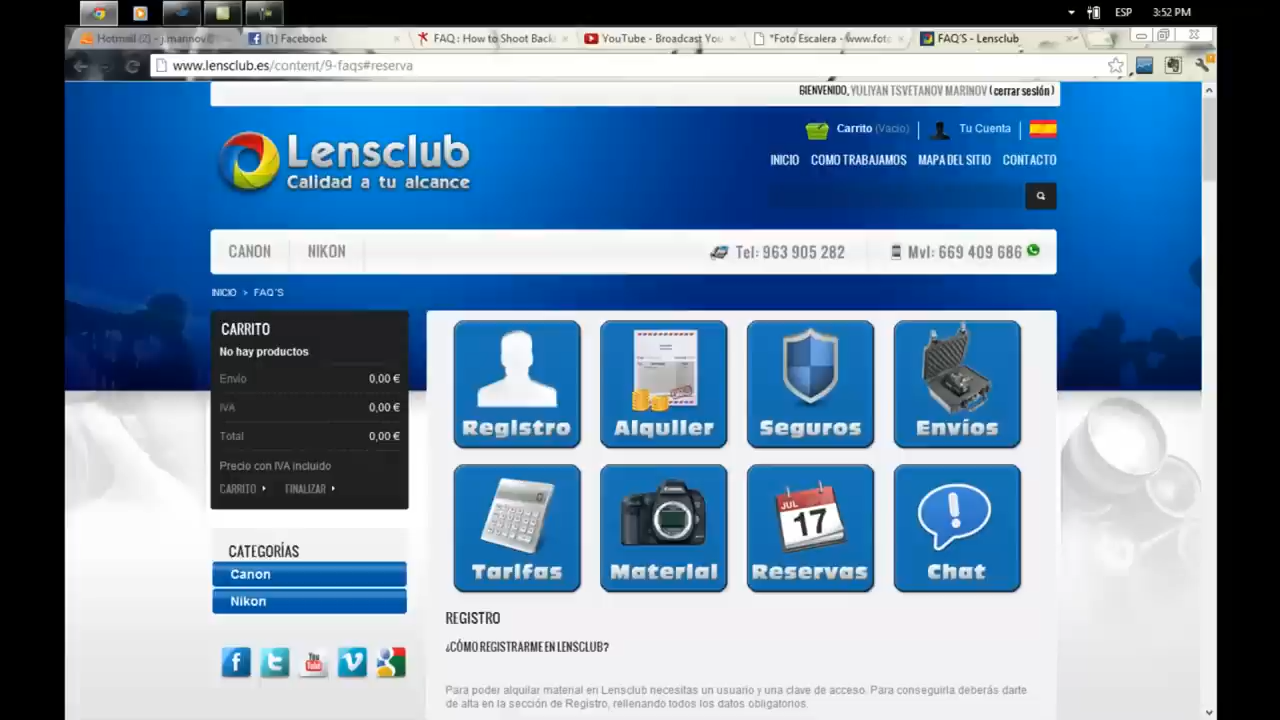 ESP 3:52 PM
Hotmail (2) - j.marinov
(1) Facebook
FAQ : How to Shoot Back
YouTube - Broadcast You
*Foto Escalera - www.foto
FAQ'S - Lensclub
www.lensclub.es/content/9-faqs#reserva
BIENVENIDO, YULIYAN TSVETANOV MARINOV ( cerrar sesión )
Carrito (Vacío)
Tu Cuenta
Lensclub
Calidad a tu alcance
INICIO COMO TRABAJAMOS MAPA DEL SITIO CONTACTO
CANON NIKON
Tel: 963 905 282
Mvl: 669 409 686
INICIO > FAQ'S
CARRITO
No hay productos
Envío 0,00 €
IVA 0,00 €
Total 0,00 €
Precio con IVA incluido
CARRITO FINALIZAR
Registro
Alquiler
Seguros
Envíos
Tarifas
Material
JUL
17
Reservas
Chat
CATEGORÍAS
Canon
Nikon
REGISTRO
¿CÓMO REGISTRARME EN LENSCLUB?
Para poder alquilar material en Lensclub necesitas un usuario y una clave de acceso. Para conseguirla deberás darte
de alta en la sección de Registro, rellenando todos los datos obligatorios.